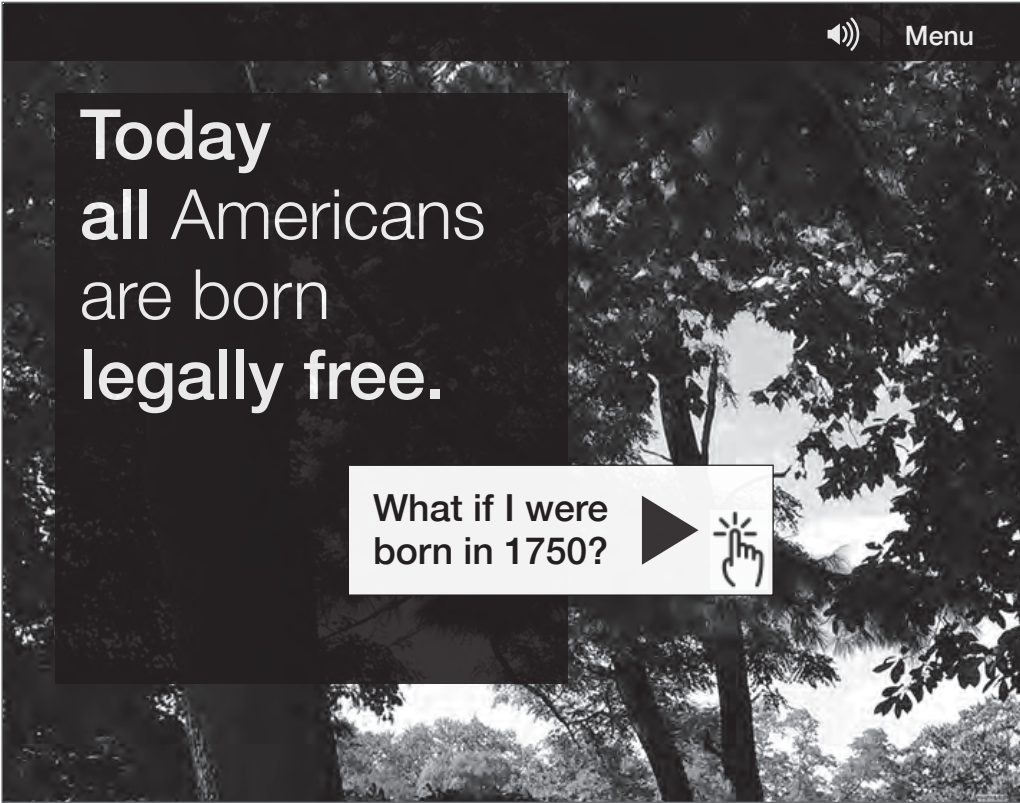 Menu
Today
all Americans
are born
legally free.
What if I were
born in 1750?